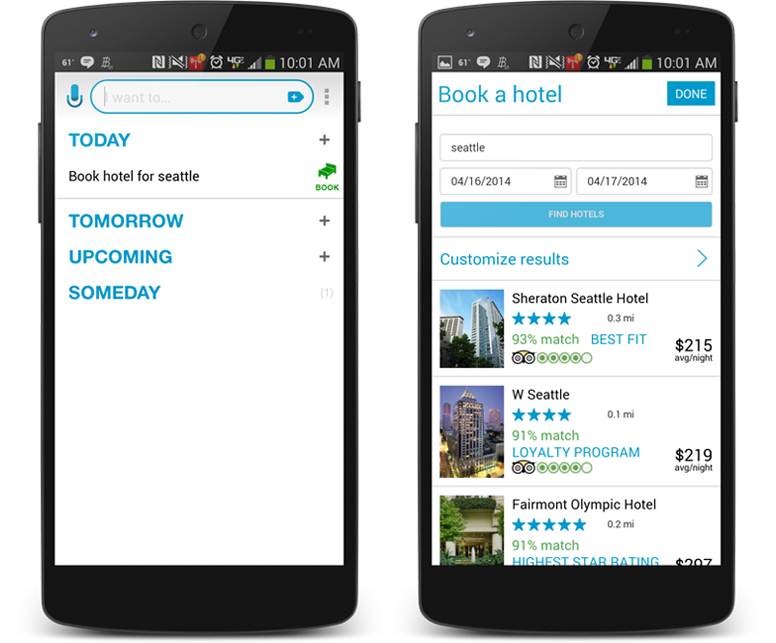 61° 4G LTE 10:01 AM
I want to...
TODAY +
Book hotel for seattle
BOOK
TOMORROW +
UPCOMING +
SOMEDAY (1)
61° 4G LTE 10:01 AM
Book a hotel DONE
seattle
04/16/2014 04/17/2014
FIND HOTELS
Customize results
Sheraton Seattle Hotel
0.3 mi
93% match BEST FIT
$215
avg/night
W Seattle
0.1 mi
91% match
LOYALTY PROGRAM
$219
avg/night
Fairmont Olympic Hotel
0.2 mi
91% match
HIGHEST STAR RATING
$297